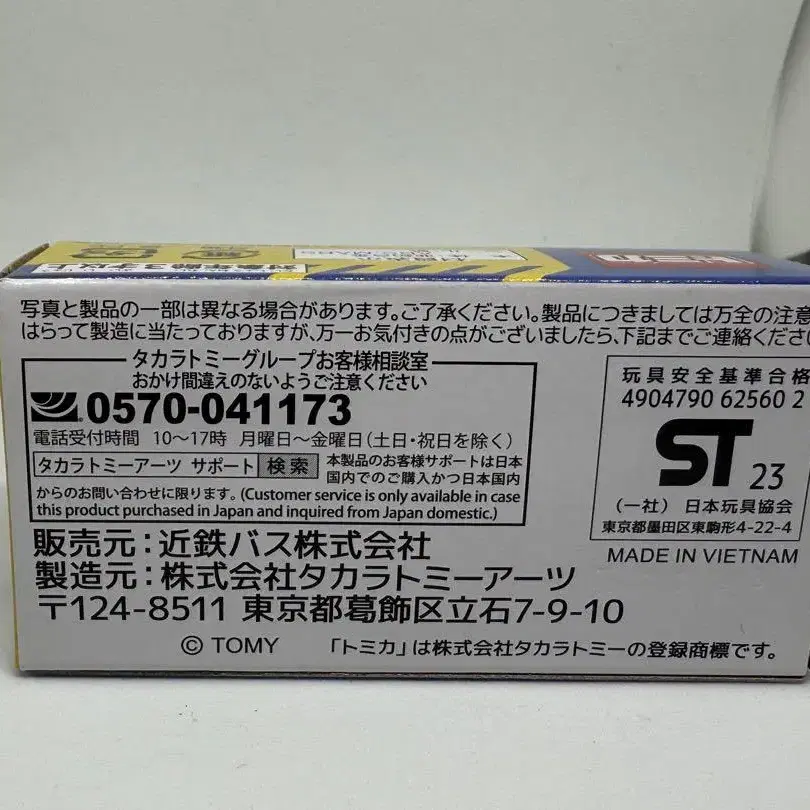 対象年齢3才以上
トミカ
写真と製品の一部は異なる場合があります。ご了承ください。製品につきましては万全の注意
はらって製造に当たっておりますが、万一お気付きの点がございましたら、下記までご連絡くださ
タカラトミーグループお客様相談室
おかけ間違えのないようご注意ください
0570-041173
電話受付時間 10〜17時 月曜日〜金曜日(土日・祝日を除く)
タカラトミーアーツ サポート 検索 本製品のお客様サポートは日本
国内でのご購入かつ日本国内
からのお問い合わせに限ります。(Customer service is only available in case
this product purchased in Japan and inquired from Japan domestic.)
販売元:近鉄バス株式会社
製造元:株式会社タカラトミーアーツ
〒124-8511 東京都葛飾区立石7-9-10
© TOMY 「トミカ」は株式会社タカラトミーの登録商標です。
玩具安全基準合格
4904790 62560 2
ST 23
(一社) 日本玩具協会
東京都墨田区東駒形4-22-4
MADE IN VIETNAM